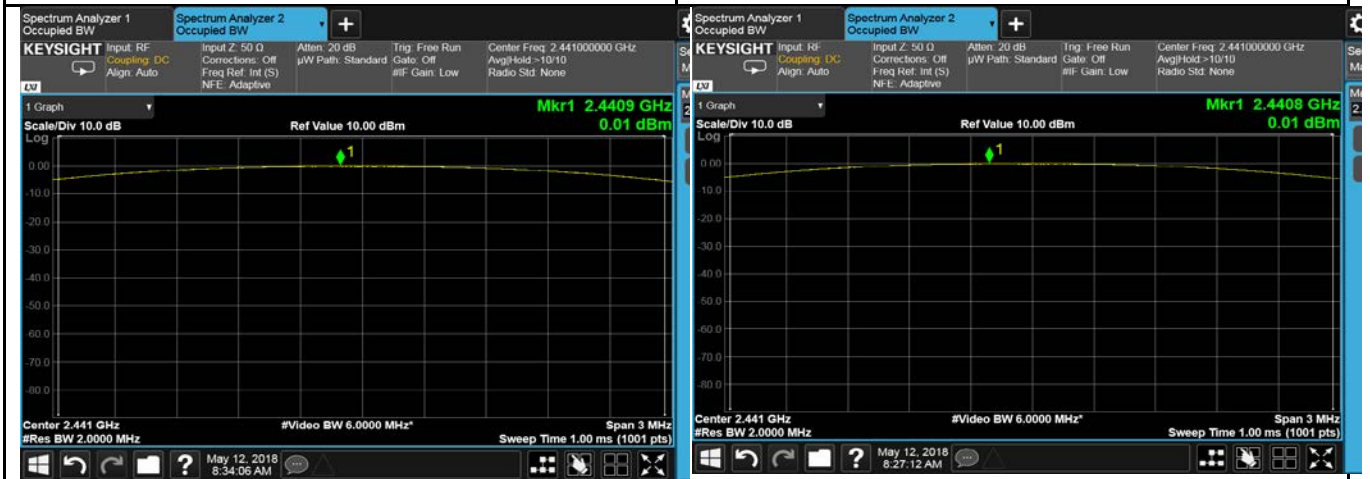 Spectrum Analyzer 1
Occupied BW
Spectrum Analyzer 2
Occupied BW
+
KEYSIGHT
Input: RF
Coupling: DC
Align: Auto
Input Z: 50 Ω
Corrections: Off
Freq Ref: Int (S)
NFE: Adaptive
Atten: 20 dB
µW Path: Standard
Trig: Free Run
Gate: Off
#IF Gain: Low
Center Freq: 2.441000000 GHz
Avg|Hold:>10/10
Radio Std: None
LXI
1 Graph
Mkr1 2.4409 GHz
Scale/Div 10.0 dB
Ref Value 10.00 dBm
0.01 dBm
Log
1
0.00
-10.0
-20.0
-30.0
-40.0
-50.0
-60.0
-70.0
-80.0
Center 2.441 GHz
#Video BW 6.0000 MHz*
Span 3 MHz
#Res BW 2.0000 MHz
Sweep Time 1.00 ms (1001 pts)
?
May 12, 2018
8:34:06 AM
Spectrum Analyzer 1
Occupied BW
Spectrum Analyzer 2
Occupied BW
+
KEYSIGHT
Input: RF
Coupling: DC
Align: Auto
Input Z: 50 Ω
Corrections: Off
Freq Ref: Int (S)
NFE: Adaptive
Atten: 20 dB
µW Path: Standard
Trig: Free Run
Gate: Off
#IF Gain: Low
Center Freq: 2.441000000 GHz
Avg|Hold:>10/10
Radio Std: None
LXI
1 Graph
Mkr1 2.4408 GHz
Scale/Div 10.0 dB
Ref Value 10.00 dBm
0.01 dBm
Log
1
0.00
-10.0
-20.0
-30.0
-40.0
-50.0
-60.0
-70.0
-80.0
Center 2.441 GHz
#Video BW 6.0000 MHz*
Span 3 MHz
#Res BW 2.0000 MHz
Sweep Time 1.00 ms (1001 pts)
?
May 12, 2018
8:27:12 AM